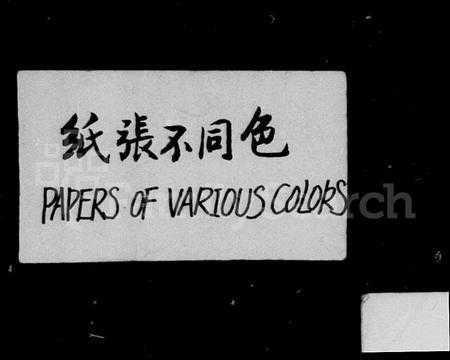 纸張不同色
PAPERS OF VARIOUS COLORS